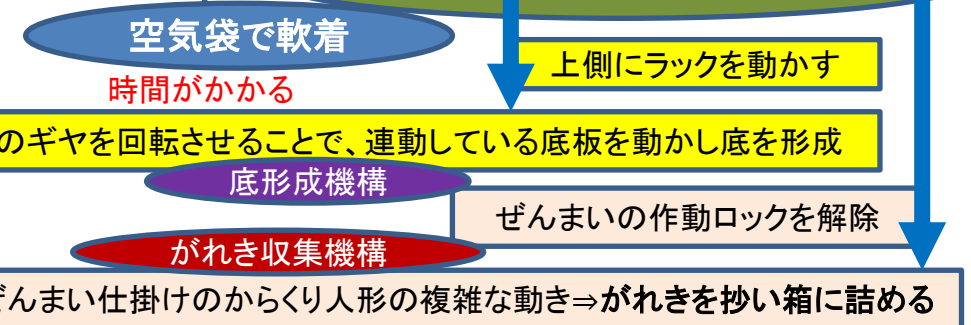 空気袋で軟着
上側にラックを動かす
時間がかかる
のギヤを回転させることで、連動している底板を動かし底を形成
底形成機構
ぜんまいの作動ロックを解除
がれき収集機構
ぜんまい仕掛けのからくり人形の複雑な動き⇒がれきを抄い箱に詰める